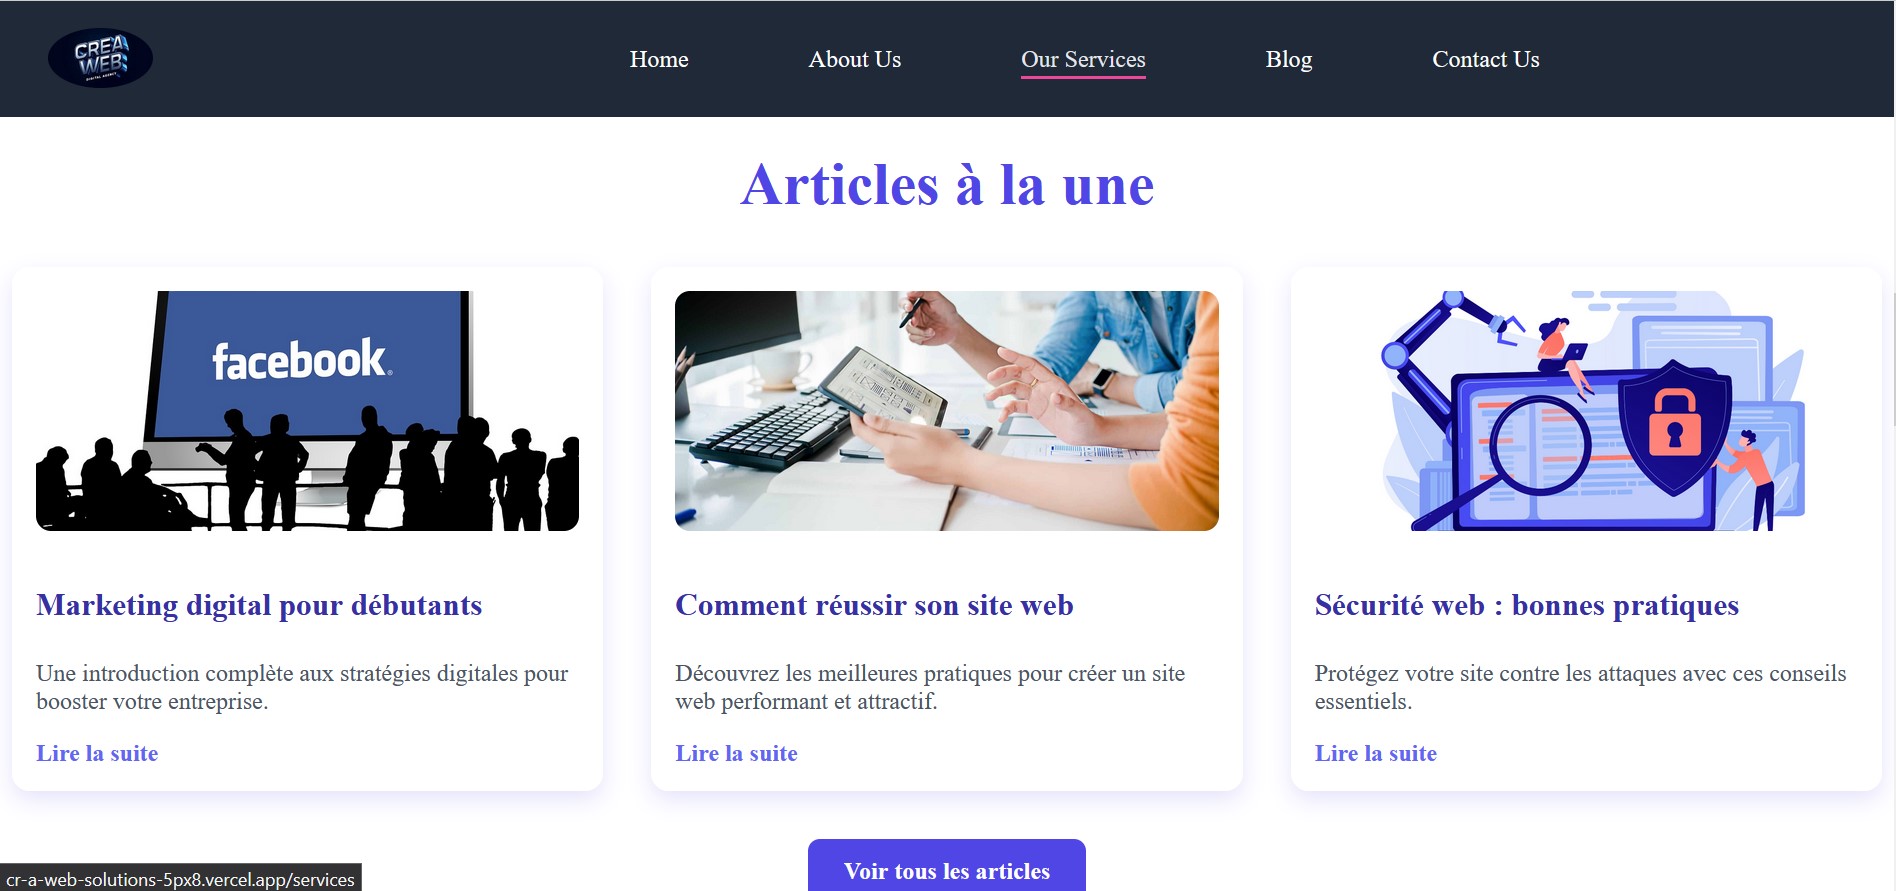 CREA
WEB
DIGITAL AGENCY
Home
About Us
Our Services
Blog
Contact Us
Articles à la une
facebook®
Marketing digital pour débutants
Une introduction complète aux stratégies digitales pour
booster votre entreprise.
Lire la suite
Comment réussir son site web
Découvrez les meilleures pratiques pour créer un site
web performant et attractif.
Lire la suite
Sécurité web : bonnes pratiques
Protégez votre site contre les attaques avec ces conseils
essentiels.
Lire la suite
Voir tous les articles
cr-a-web-solutions-5px8.vercel.app/services